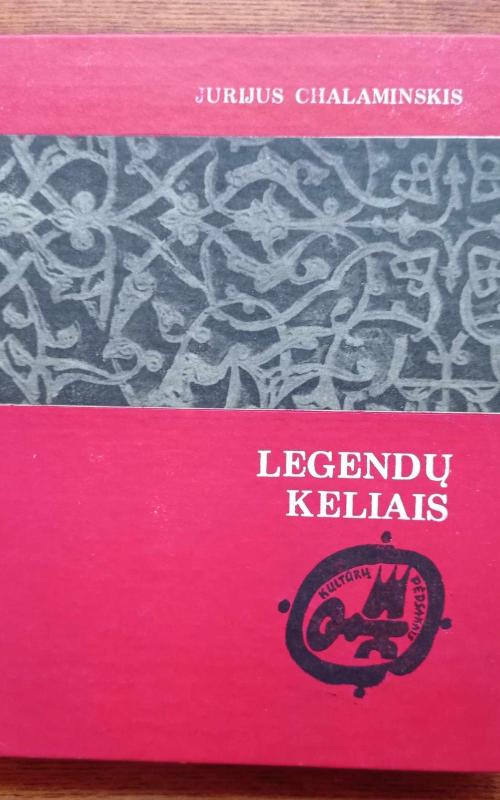 JURIJUS CHALAMINSKIS
LEGENDŲ
KELIAIS
KULTŪRŲ
PĖDSAKAIS